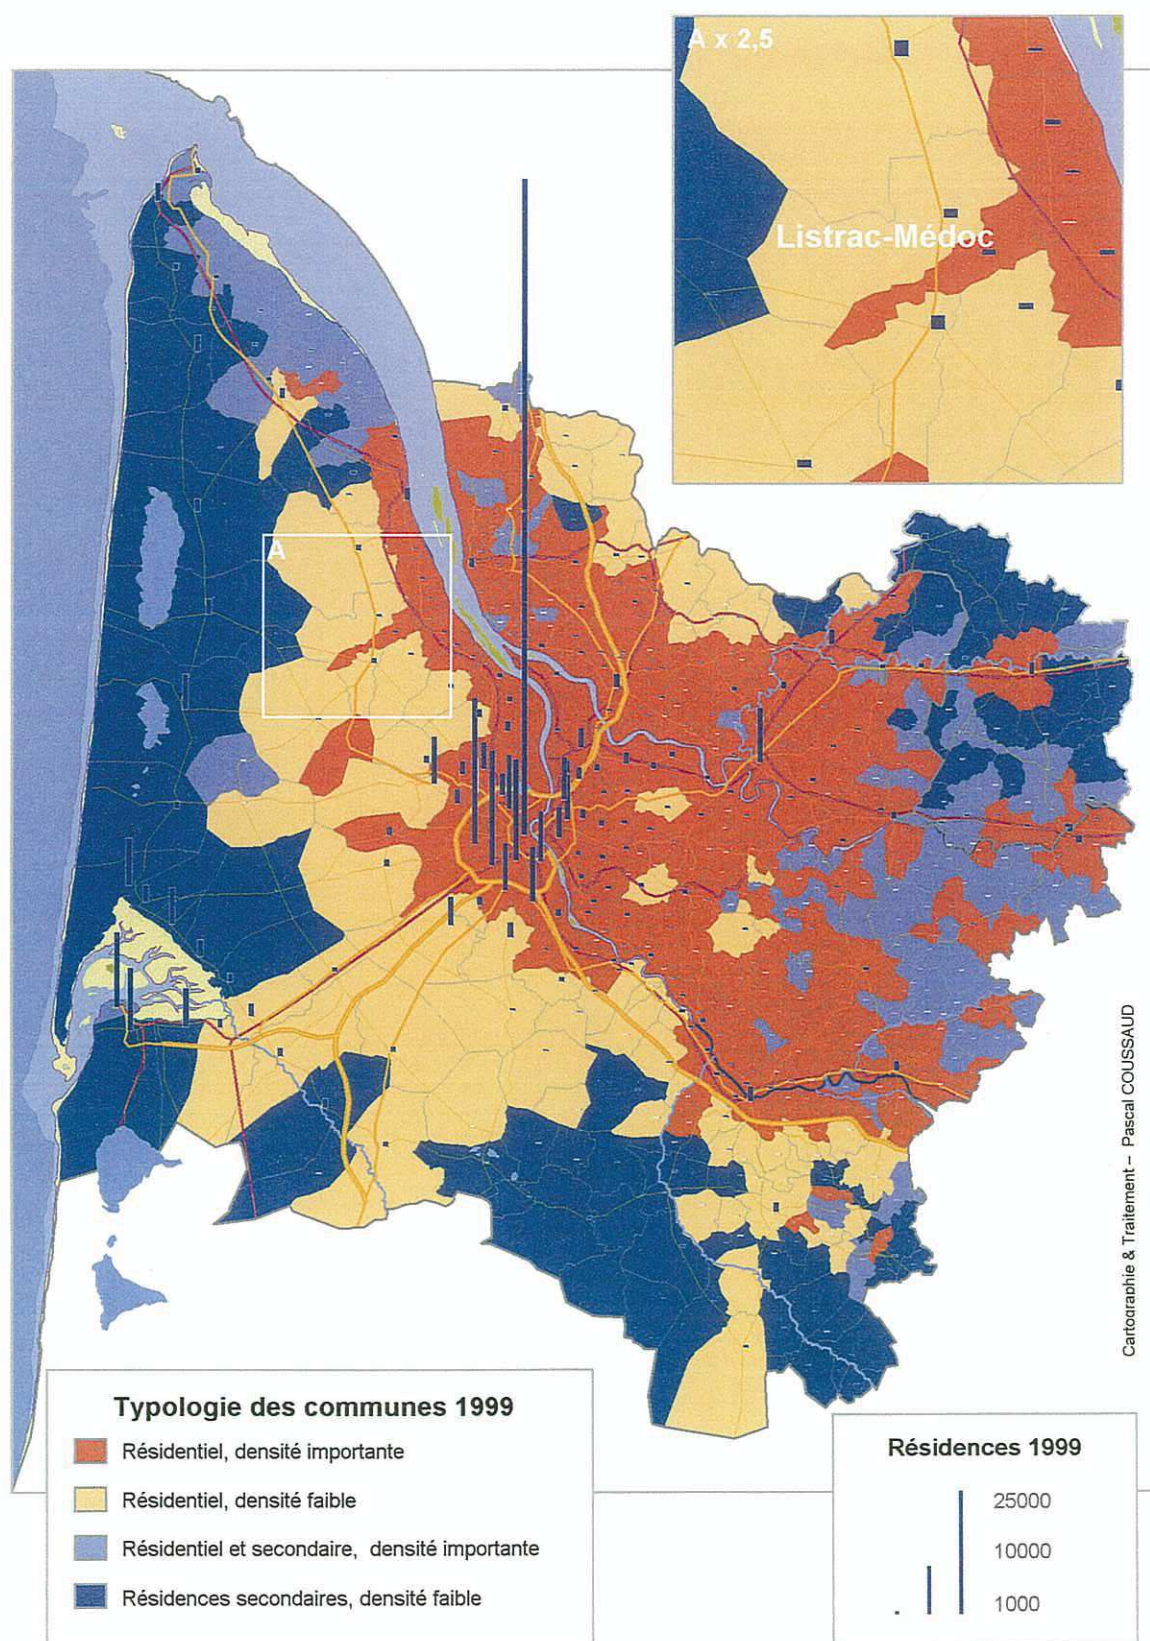 A x 2,5
Listrac-Médoc
A
Cartographie & Traitement – Pascal COUSSAUD
Typologie des communes 1999
Résidentiel, densité importante
Résidentiel, densité faible
Résidentiel et secondaire, densité importante
Résidences secondaires, densité faible
Résidences 1999
25000
10000
1000